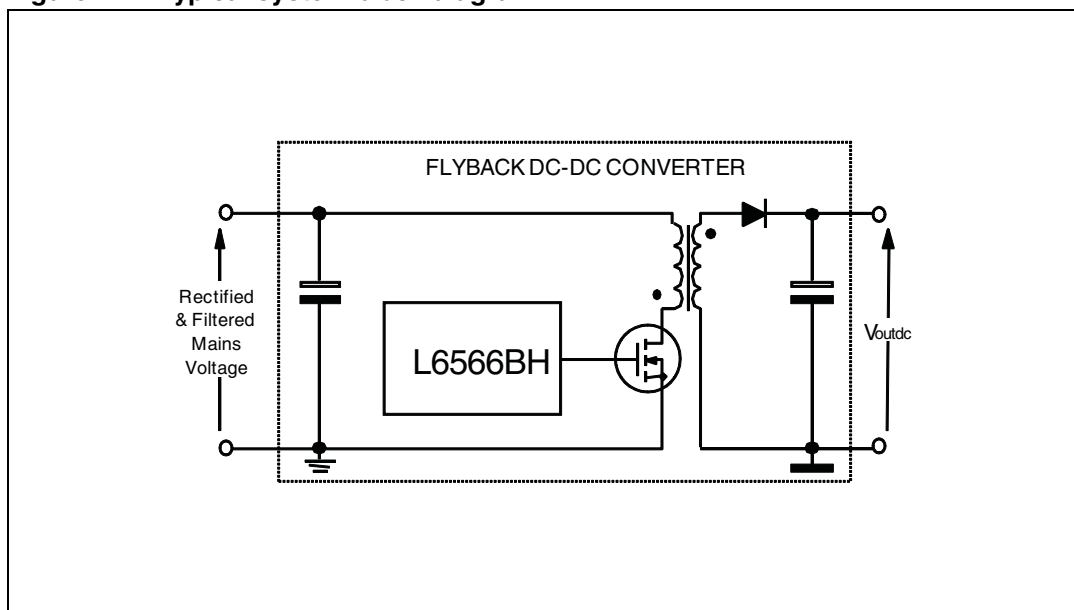 FLYBACK DC-DC CONVERTER
Rectified
& Filtered
Mains
Voltage
L6566BH
Voutdc